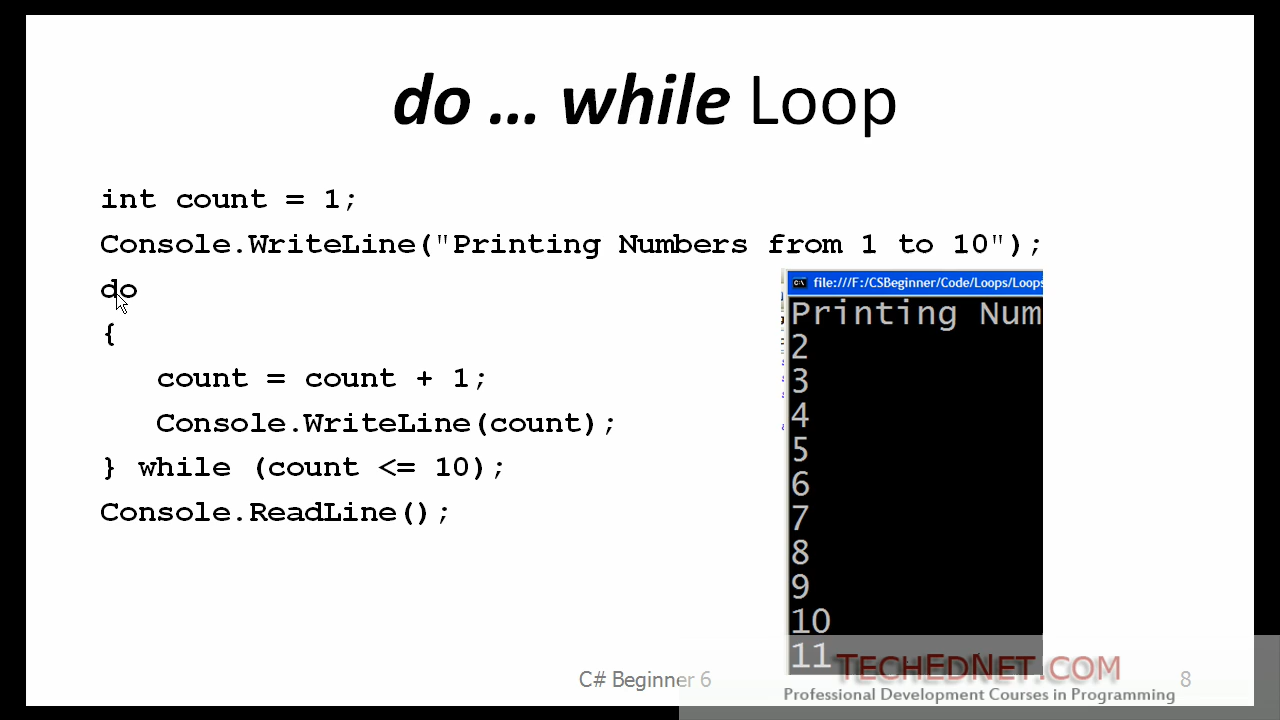 do … while Loop
int count = 1;
Console.WriteLine("Printing Numbers from 1 to 10");
do
{
count = count + 1;
Console.WriteLine(count);
} while (count <= 10);
Console.ReadLine();
file:///F:/CSBeginner/Code/Loops/Loops
Printing Num
2
3
4
5
6
7
8
9
10
11
C# Beginner 6
TECHEDNET.COM
Professional Development Courses in Programming
8